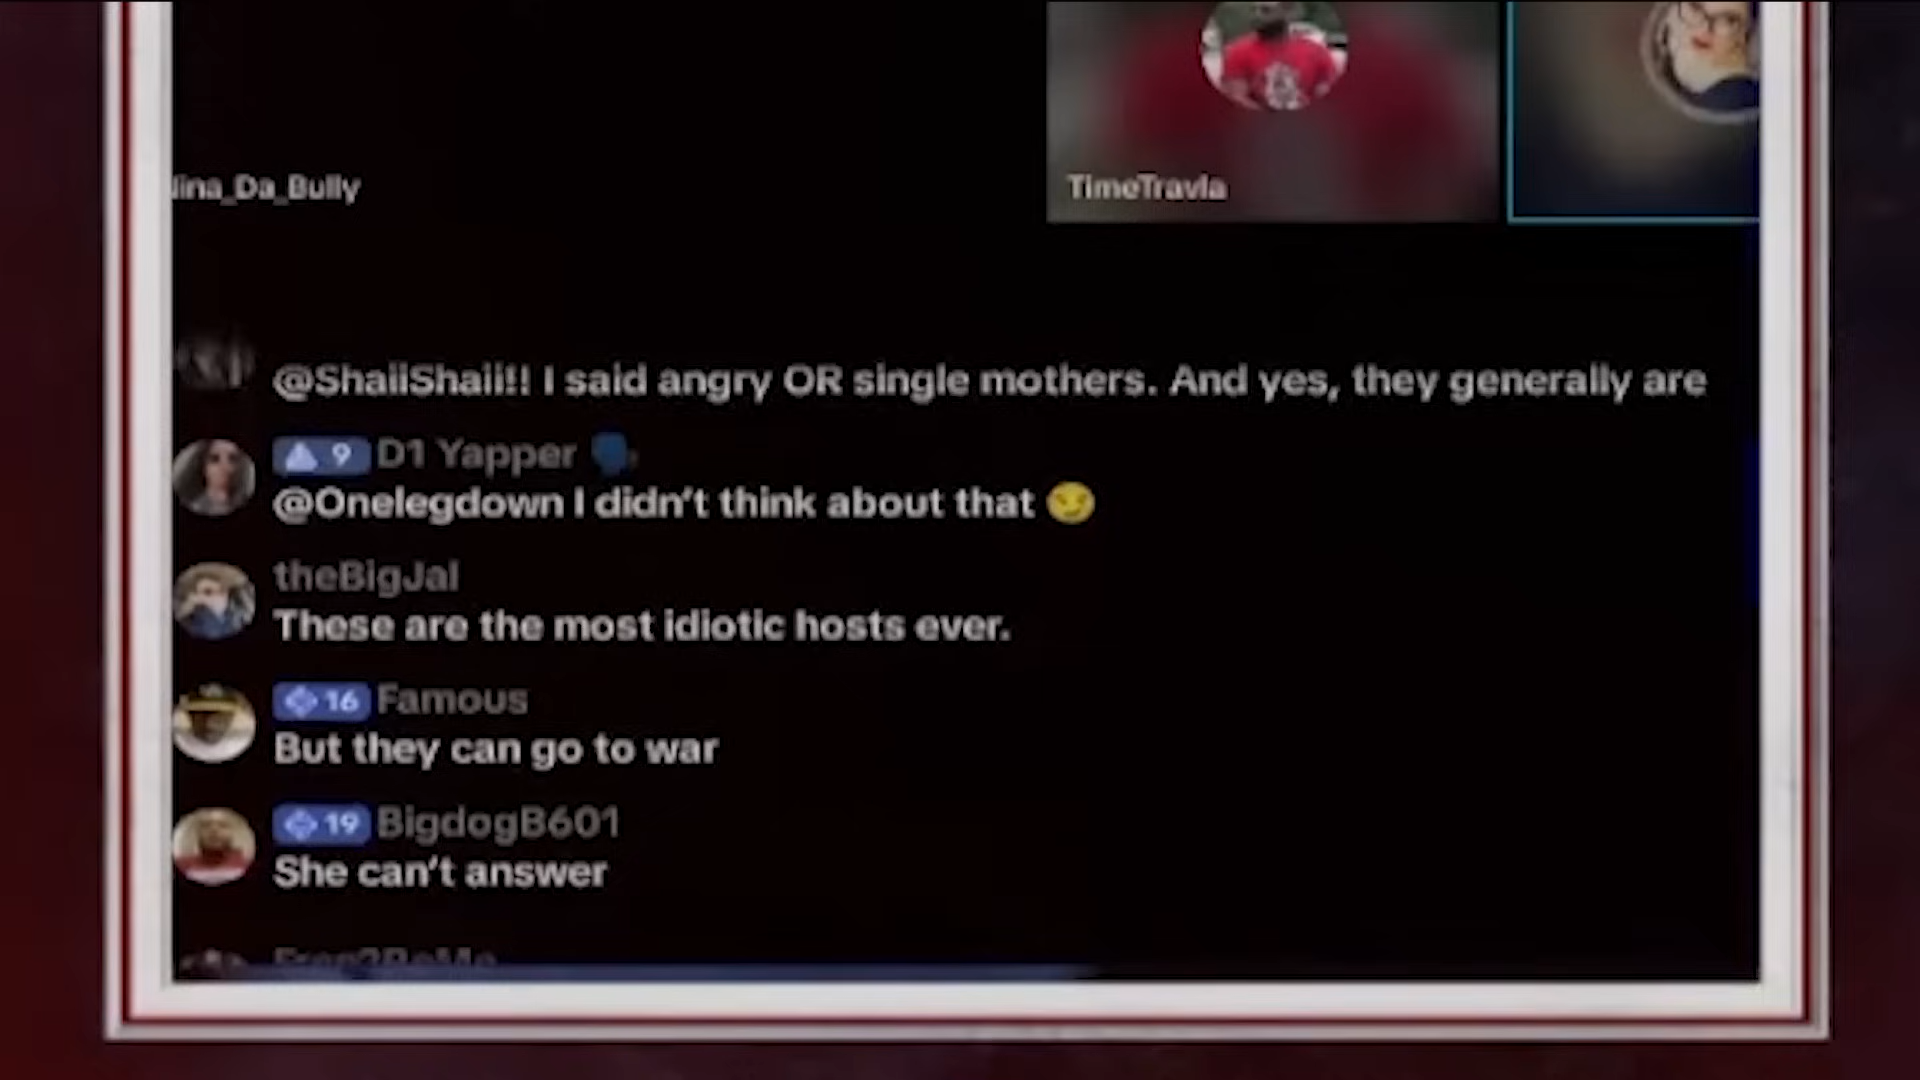 ina_Da_Bully
TimeTravla
@ShaiiShaii!! I said angry OR single mothers. And yes, they generally are
9 D1 Yapper 🗣
@Onelegdown I didn't think about that 😏
theBigJal
These are the most idiotic hosts ever.
16 Famous
But they can go to war
19 BigdogB601
She can't answer